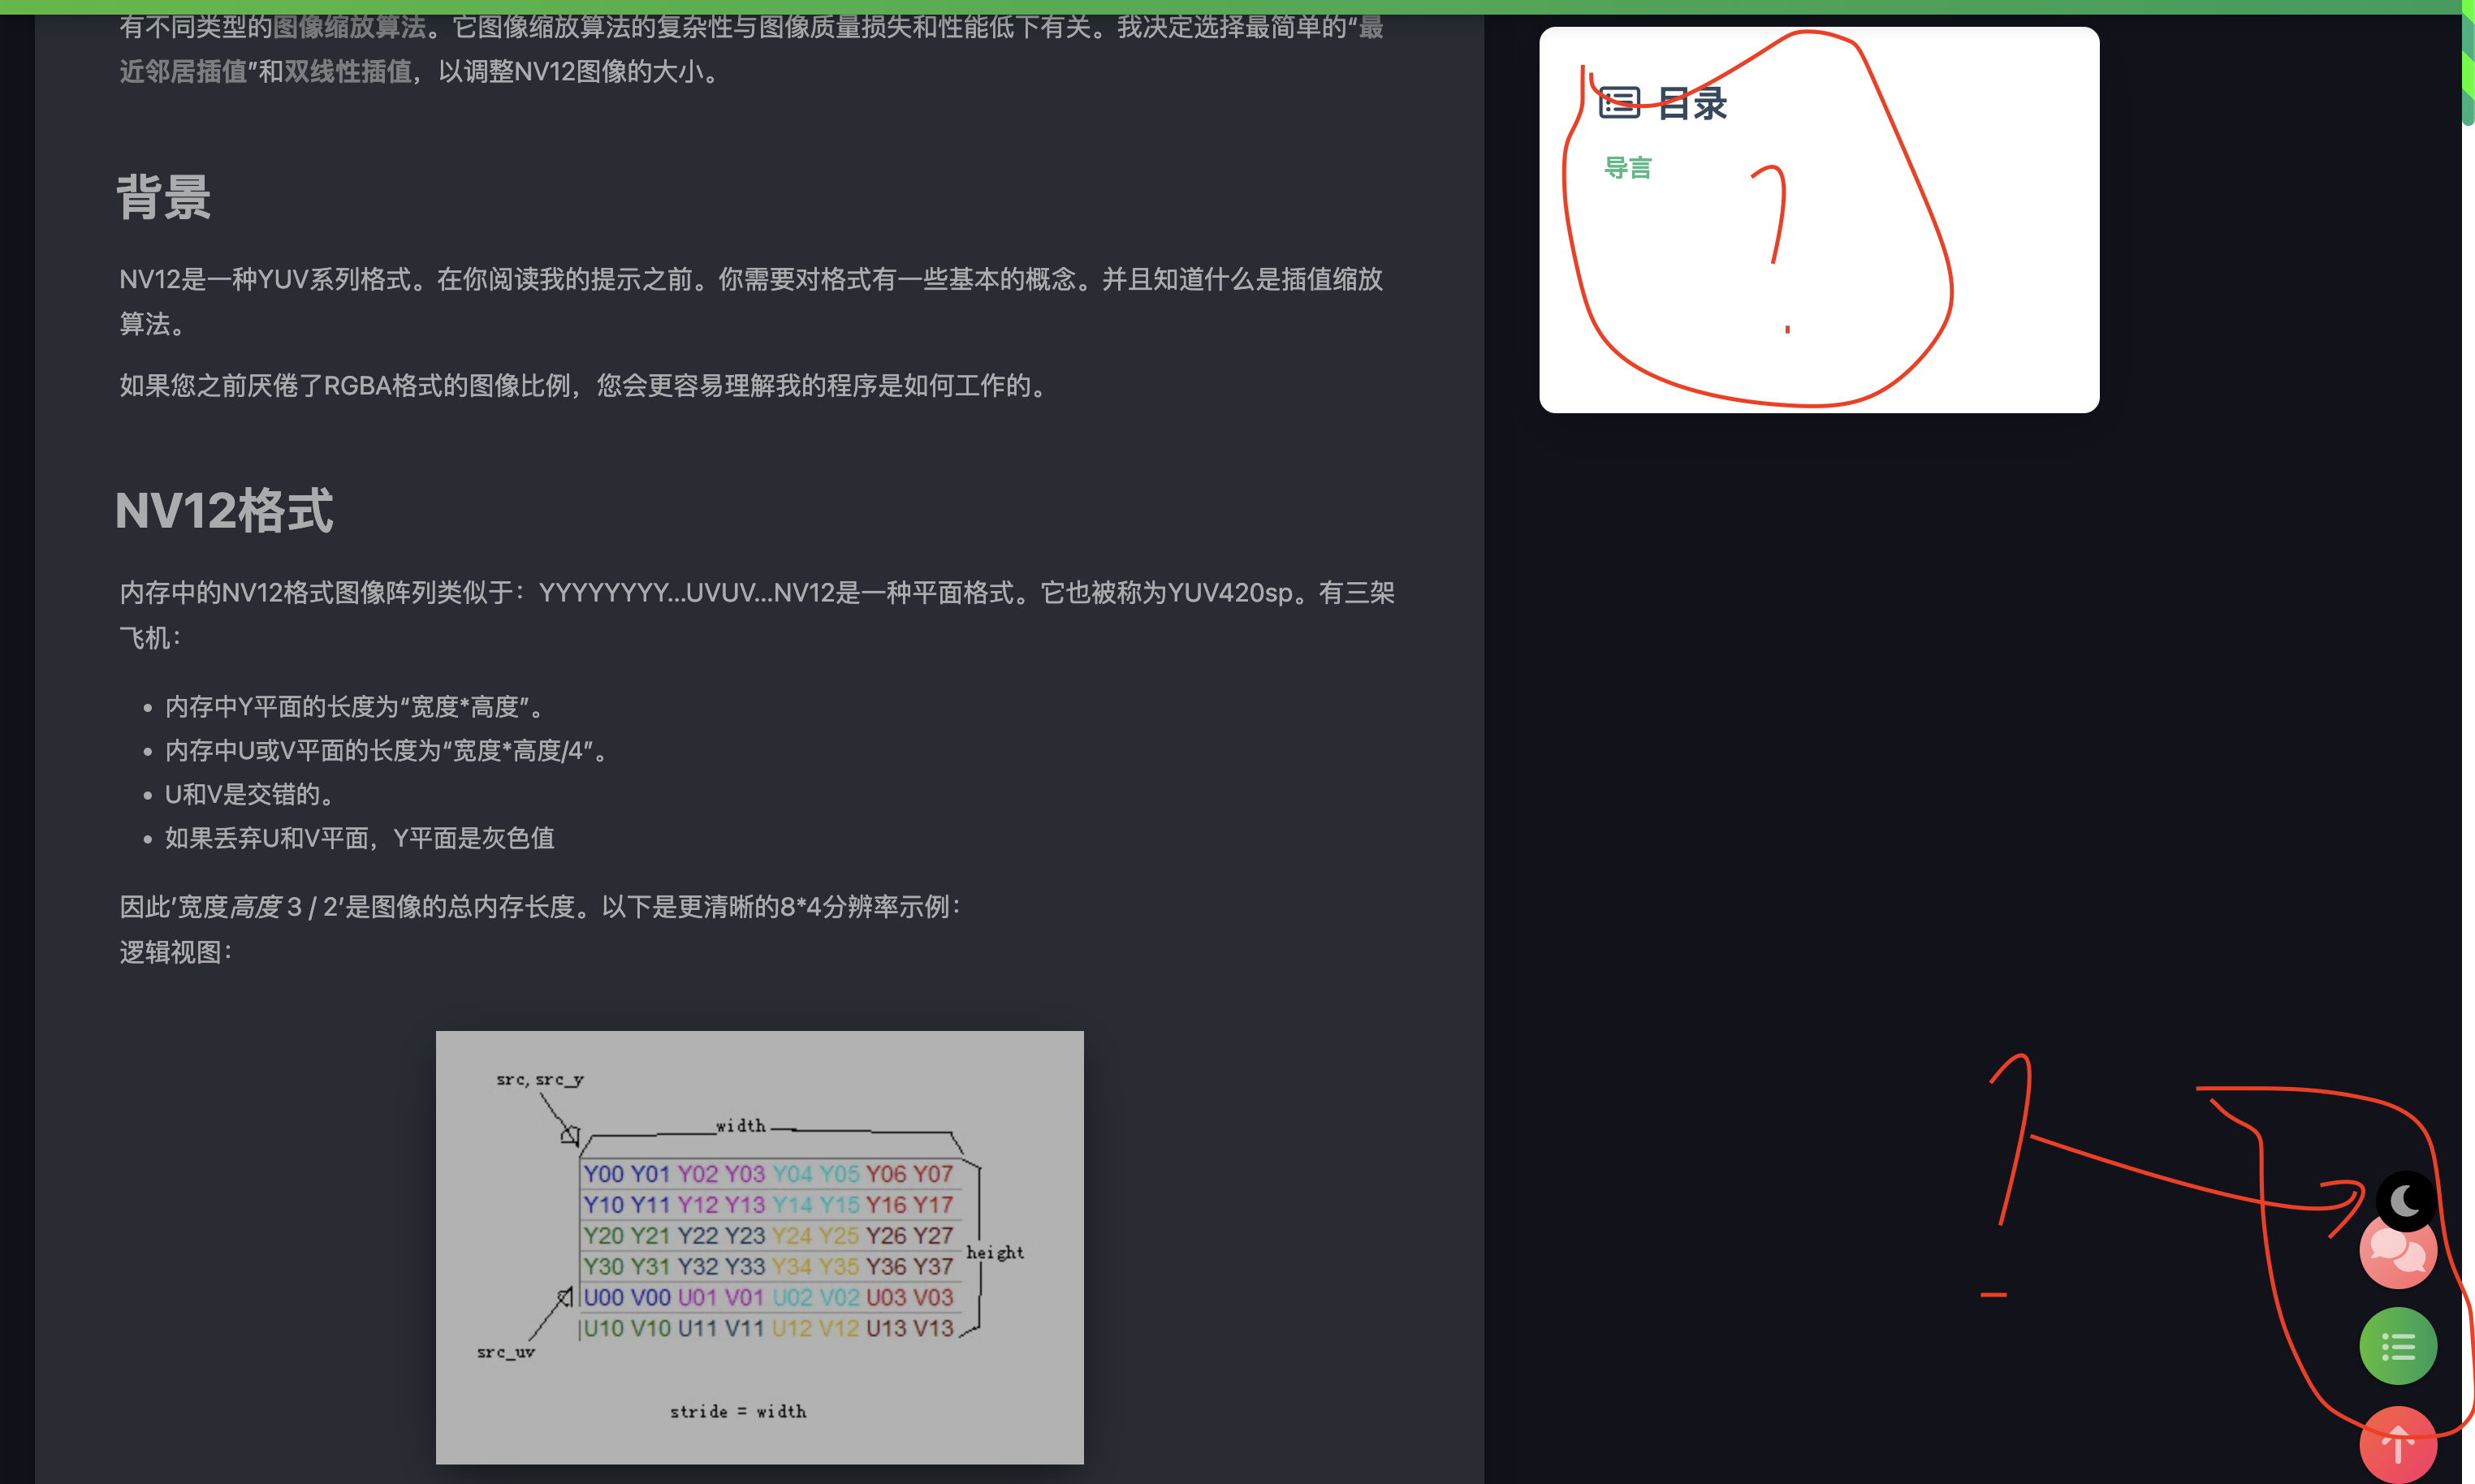 有不同类型的图像缩放算法。它图像缩放算法的复杂性与图像质量损失和性能低下有关。我决定选择最简单的“最
近邻居插值”和双线性插值，以调整NV12图像的大小。
背景
NV12是一种YUV系列格式。在你阅读我的提示之前。你需要对格式有一些基本的概念。并且知道什么是插值缩放
算法。
如果您之前厌倦了RGBA格式的图像比例，您会更容易理解我的程序是如何工作的。
NV12格式
内存中的NV12格式图像阵列类似于：YYYYYYYY...UVUV...NV12是一种平面格式。它也被称为YUV420sp。有三架
飞机：
• 内存中Y平面的长度为“宽度*高度”。
• 内存中U或V平面的长度为“宽度*高度/4”。
• U和V是交错的。
• 如果丢弃U和V平面，Y平面是灰色值
因此’宽度高度 3 / 2’是图像的总内存长度。以下是更清晰的8*4分辨率示例：
逻辑视图：
src, src_y
width
Y00 Y01 Y02 Y03 Y04 Y05 Y06 Y07
Y10 Y11 Y12 Y13 Y14 Y15 Y16 Y17
Y20 Y21 Y22 Y23 Y24 Y25 Y26 Y27
height
Y30 Y31 Y32 Y33 Y34 Y35 Y36 Y37
U00 V00 U01 V01 U02 V02 U03 V03
U10 V10 U11 V11 U12 V12 U13 V13
src_uv
stride = width
目录
导言
?
?